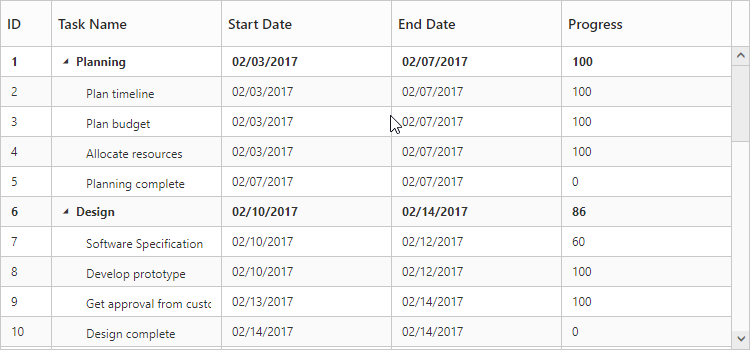 ID Task Name Start Date End Date Progress
1 Planning 02/03/2017 02/07/2017 100
2 Plan timeline 02/03/2017 02/07/2017 100
3 Plan budget 02/03/2017 02/07/2017 100
4 Allocate resources 02/03/2017 02/07/2017 100
5 Planning complete 02/07/2017 02/07/2017 0
6 Design 02/10/2017 02/14/2017 86
7 Software Specification 02/10/2017 02/12/2017 60
8 Develop prototype 02/10/2017 02/12/2017 100
9 Get approval from custo 02/13/2017 02/14/2017 100
10 Design complete 02/14/2017 02/14/2017 0